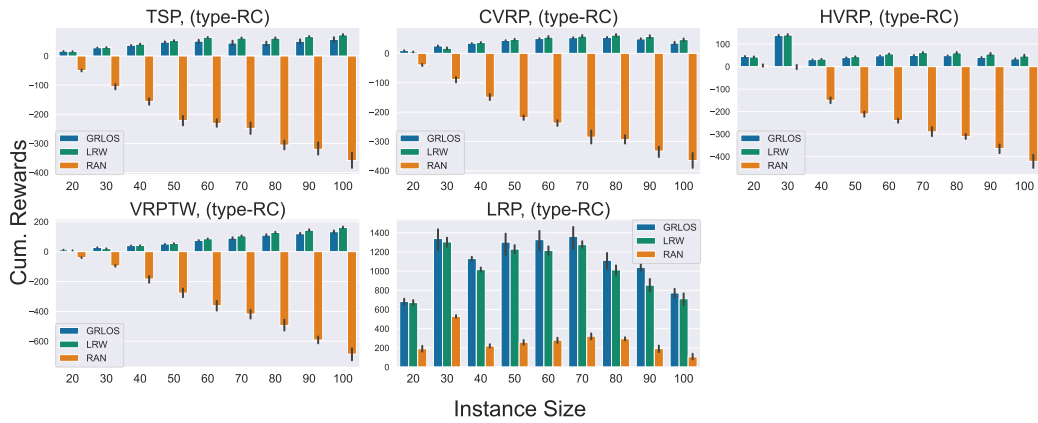 TSP, (type-RC)
0
−100
−200
−300
−400
GRLOS
LRW
RAN
20 30 40 50 60 70 80 90 100
CVRP, (type-RC)
0
−100
−200
−300
−400
GRLOS
LRW
RAN
20 30 40 50 60 70 80 90 100
HVRP, (type-RC)
100
0
−100
−200
−300
−400
GRLOS
LRW
RAN
20 30 40 50 60 70 80 90 100
Cum. Rewards
VRPTW, (type-RC)
200
0
−200
−400
−600
GRLOS
LRW
RAN
20 30 40 50 60 70 80 90 100
LRP, (type-RC)
1400
1200
1000
800
600
400
200
0
GRLOS
LRW
RAN
20 30 40 50 60 70 80 90 100
Instance Size